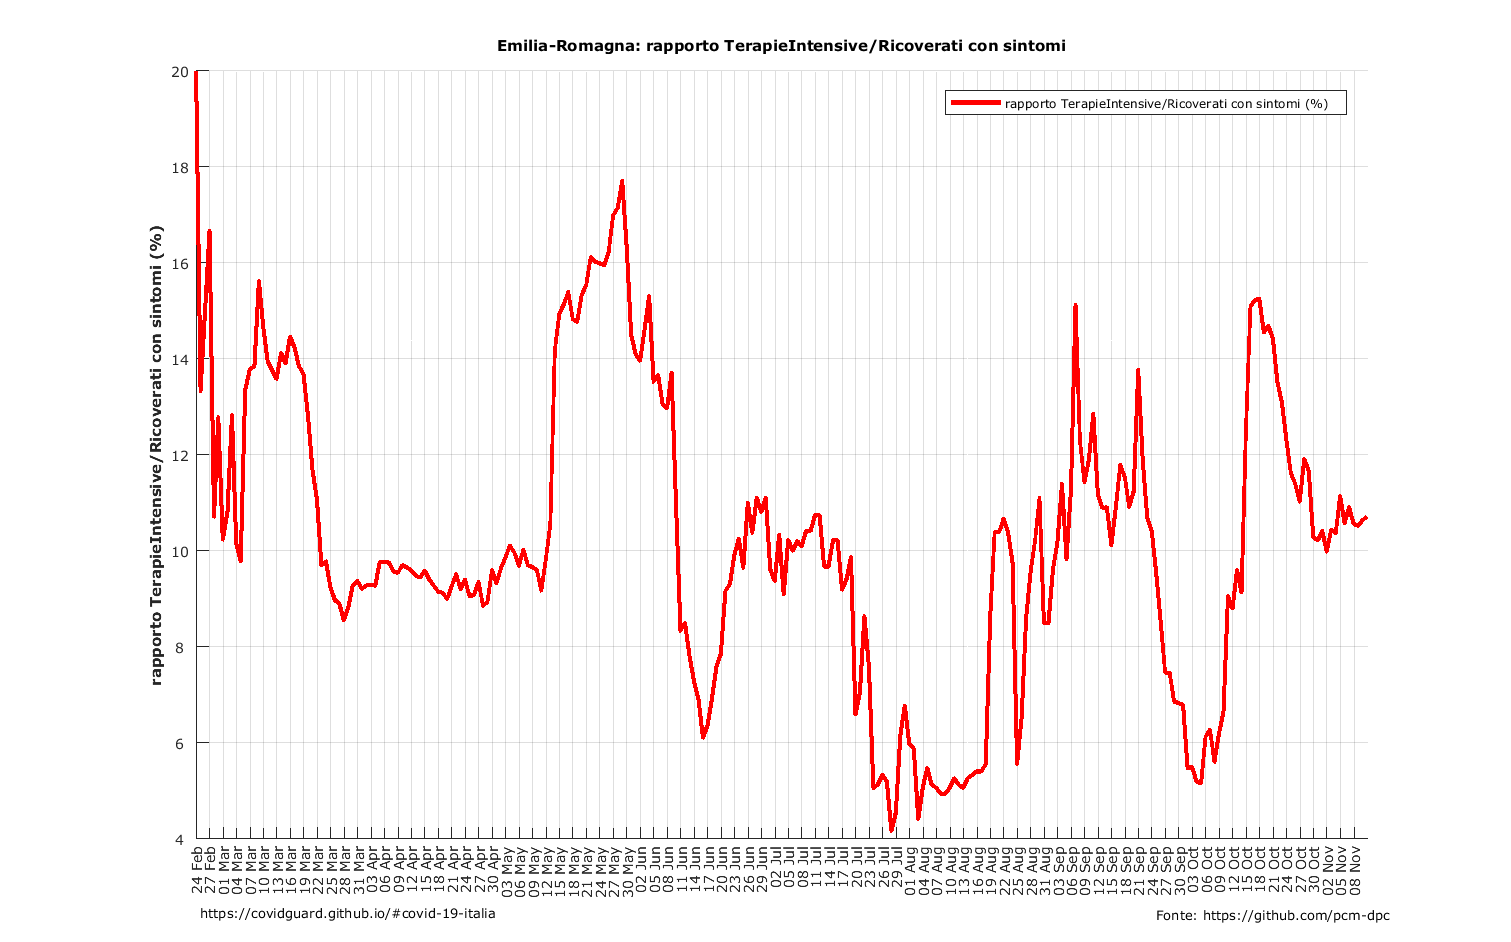 Emilia-Romagna: rapporto TerapieIntensive/Ricoverati con sintomi
rapporto TerapieIntensive/Ricoverati con sintomi (%)
rapporto TerapieIntensive/Ricoverati con sintomi (%)
20
18
16
14
12
10
8
6
4
24 Feb
27 Feb
01 Mar
04 Mar
07 Mar
10 Mar
13 Mar
16 Mar
19 Mar
22 Mar
25 Mar
28 Mar
31 Mar
03 Apr
06 Apr
09 Apr
12 Apr
15 Apr
18 Apr
21 Apr
24 Apr
27 Apr
30 Apr
03 May
06 May
09 May
12 May
15 May
18 May
21 May
24 May
27 May
30 May
02 Jun
05 Jun
08 Jun
11 Jun
14 Jun
17 Jun
20 Jun
23 Jun
26 Jun
29 Jun
02 Jul
05 Jul
08 Jul
11 Jul
14 Jul
17 Jul
20 Jul
23 Jul
26 Jul
29 Jul
01 Aug
04 Aug
07 Aug
10 Aug
13 Aug
16 Aug
19 Aug
22 Aug
25 Aug
28 Aug
31 Aug
03 Sep
06 Sep
09 Sep
12 Sep
15 Sep
18 Sep
21 Sep
24 Sep
27 Sep
30 Sep
03 Oct
06 Oct
09 Oct
12 Oct
15 Oct
18 Oct
21 Oct
24 Oct
27 Oct
30 Oct
02 Nov
05 Nov
08 Nov
https://covidguard.github.io/#covid-19-italia
Fonte: https://github.com/pcm-dpc